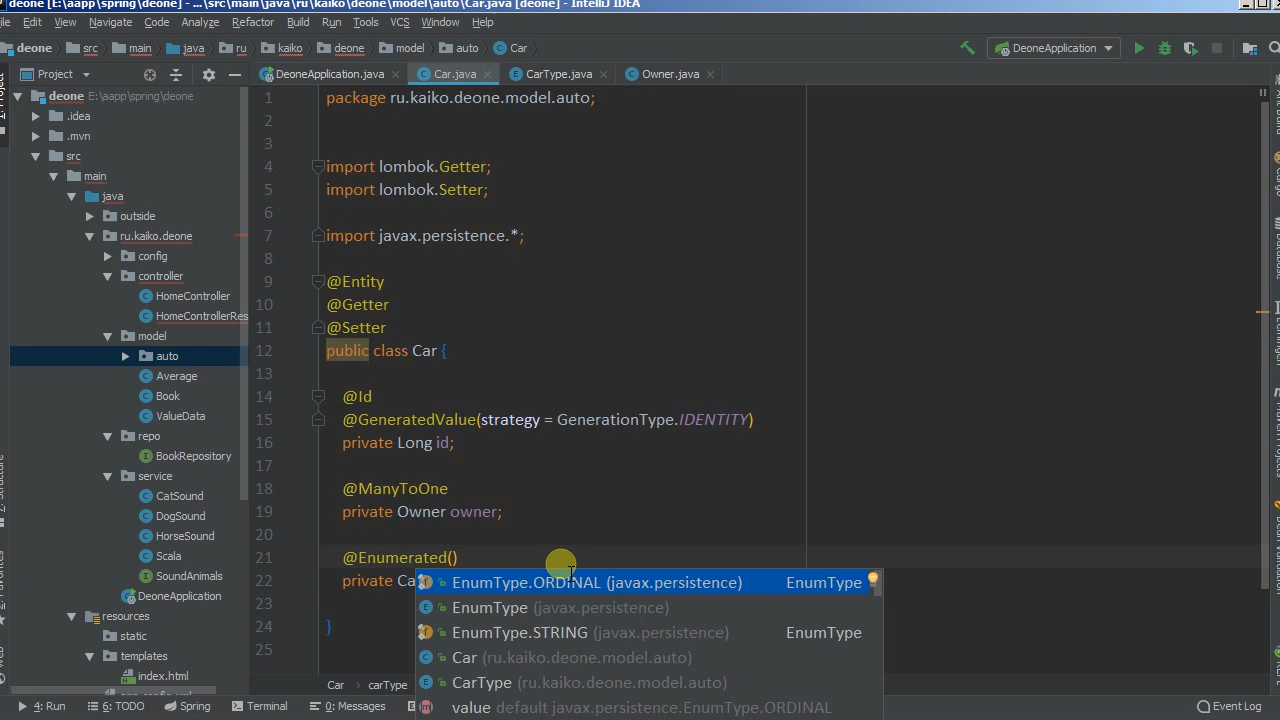 deone [E:\aapp\spring\deone] - ...\src\main\java\ru\kaiko\deone\model\auto\Car.java [deone] - IntelliJ IDEA
File Edit View Navigate Code Analyze Refactor Build Run Tools VCS Window Help
deone src main java ru kaiko deone model auto Car DeoneApplication
Project DeoneApplication.java Car.java CarType.java Owner.java
deone E:\aapp\spring\deone
.idea
.mvn
src
main
java
outside
ru.kaiko.deone
config
controller
HomeController
HomeControllerRes
model
auto
Average
Book
ValueData
repo
BookRepository
service
CatSound
DogSound
HorseSound
Scala
SoundAnimals
DeoneApplication
resources
static
templates
index.html
1 package ru.kaiko.deone.model.auto;
2
3
4 import lombok.Getter;
5 import lombok.Setter;
6
7 import javax.persistence.*;
8
9 @Entity
10 @Getter
11 @Setter
12 public class Car {
13
14 @Id
15 @GeneratedValue(strategy = GenerationType.IDENTITY)
16 private Long id;
17
18 @ManyToOne
19 private Owner owner;
20
21 @Enumerated()
22 private Ca
23
24 }
25
EnumType.ORDINAL (javax.persistence) EnumType
EnumType (javax.persistence)
EnumType.STRING (javax.persistence) EnumType
Car (ru.kaiko.deone.model.auto)
CarType (ru.kaiko.deone.model.auto)
value default javax.persistence.EnumType.ORDINAL
Car carType
4: Run 6: TODO Spring Terminal 0: Messages Event Log